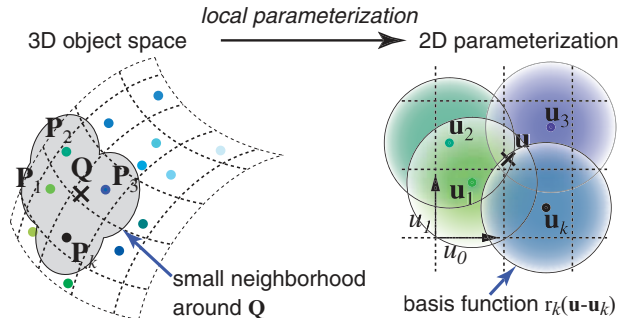 local parameterization
3D object space
2D parameterization
P2
P1
Q
P3
Pk
small neighborhood
around Q
u2
u3
u
u1
uk
u1
u0
basis function rk(u-uk)